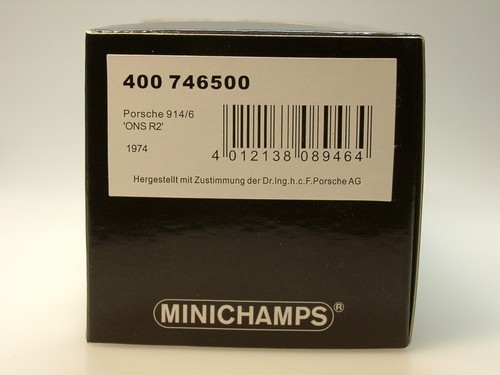 400 746500
Porsche 914/6
'ONS R2'
1974
4 012138 089464
Hergestellt mit Zustimmung der Dr.Ing.h.c.F.Porsche AG
MINICHAMPS®